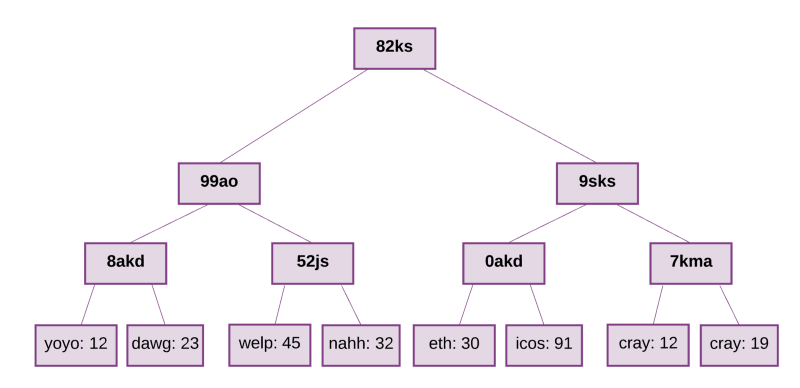 82ks
99ao
9sks
8akd
52js
0akd
7kma
yoyo: 12
dawg: 23
welp: 45
nahh: 32
eth: 30
icos: 91
cray: 12
cray: 19